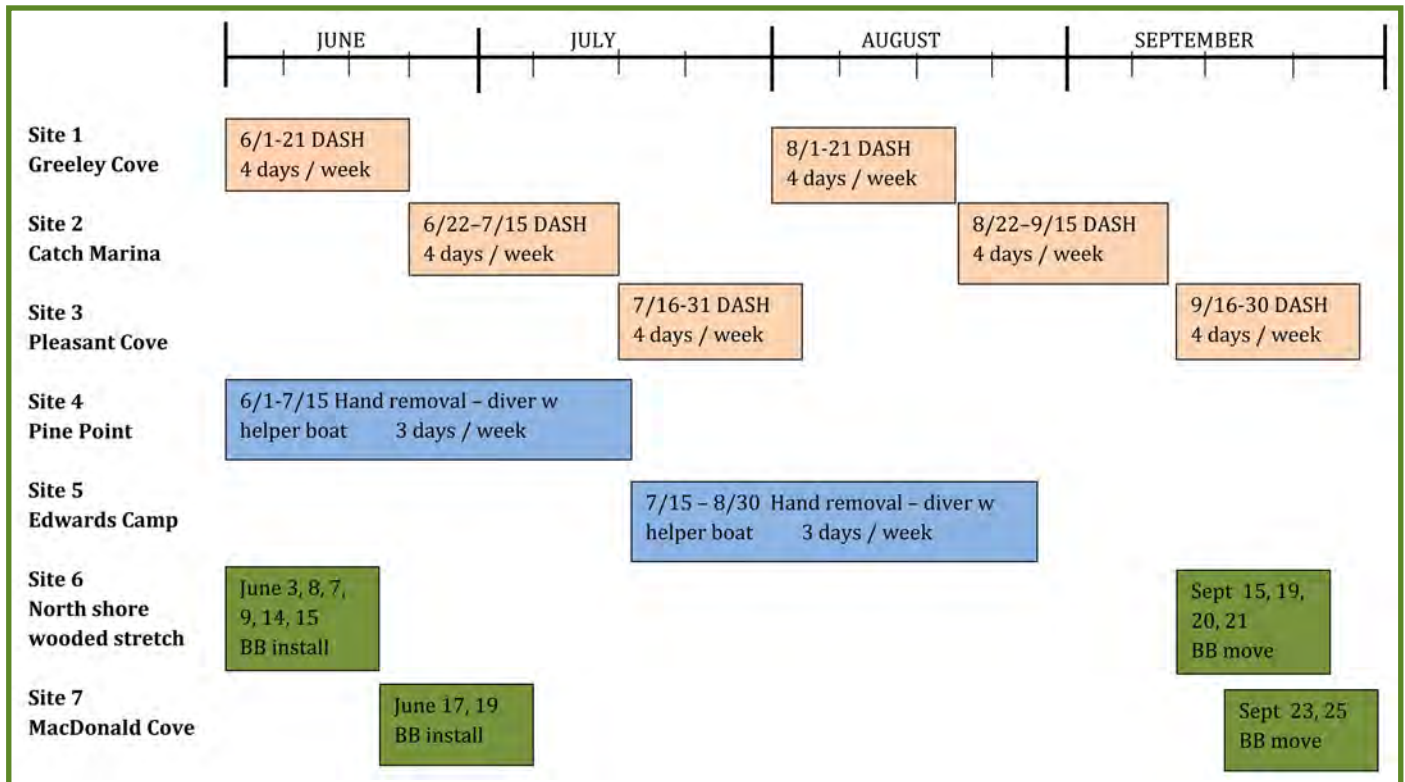 JUNE JULY AUGUST SEPTEMBER
Site 1
Greeley Cove
6/1-21 DASH
4 days / week
8/1-21 DASH
4 days / week
Site 2
Catch Marina
6/22–7/15 DASH
4 days / week
8/22–9/15 DASH
4 days / week
Site 3
Pleasant Cove
7/16-31 DASH
4 days / week
9/16-30 DASH
4 days / week
Site 4
Pine Point
6/1-7/15 Hand removal – diver w
helper boat 3 days / week
Site 5
Edwards Camp
7/15 – 8/30 Hand removal – diver w
helper boat 3 days / week
Site 6
North shore
wooded stretch
June 3, 8, 7,
9, 14, 15
BB install
Sept 15, 19,
20, 21
BB move
Site 7
MacDonald Cove
June 17, 19
BB install
Sept 23, 25
BB move